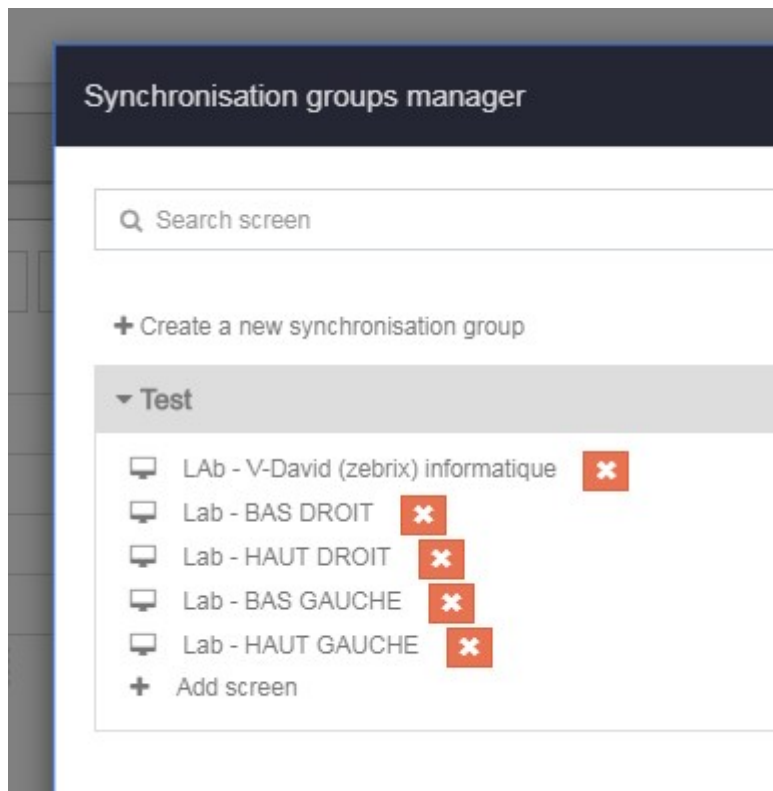 Synchronisation groups manager
Search screen
Create a new synchronisation group
Test
LAb - V-David (zebrix) informatique
Lab - BAS DROIT
Lab - HAUT DROIT
Lab - BAS GAUCHE
Lab - HAUT GAUCHE
Add screen